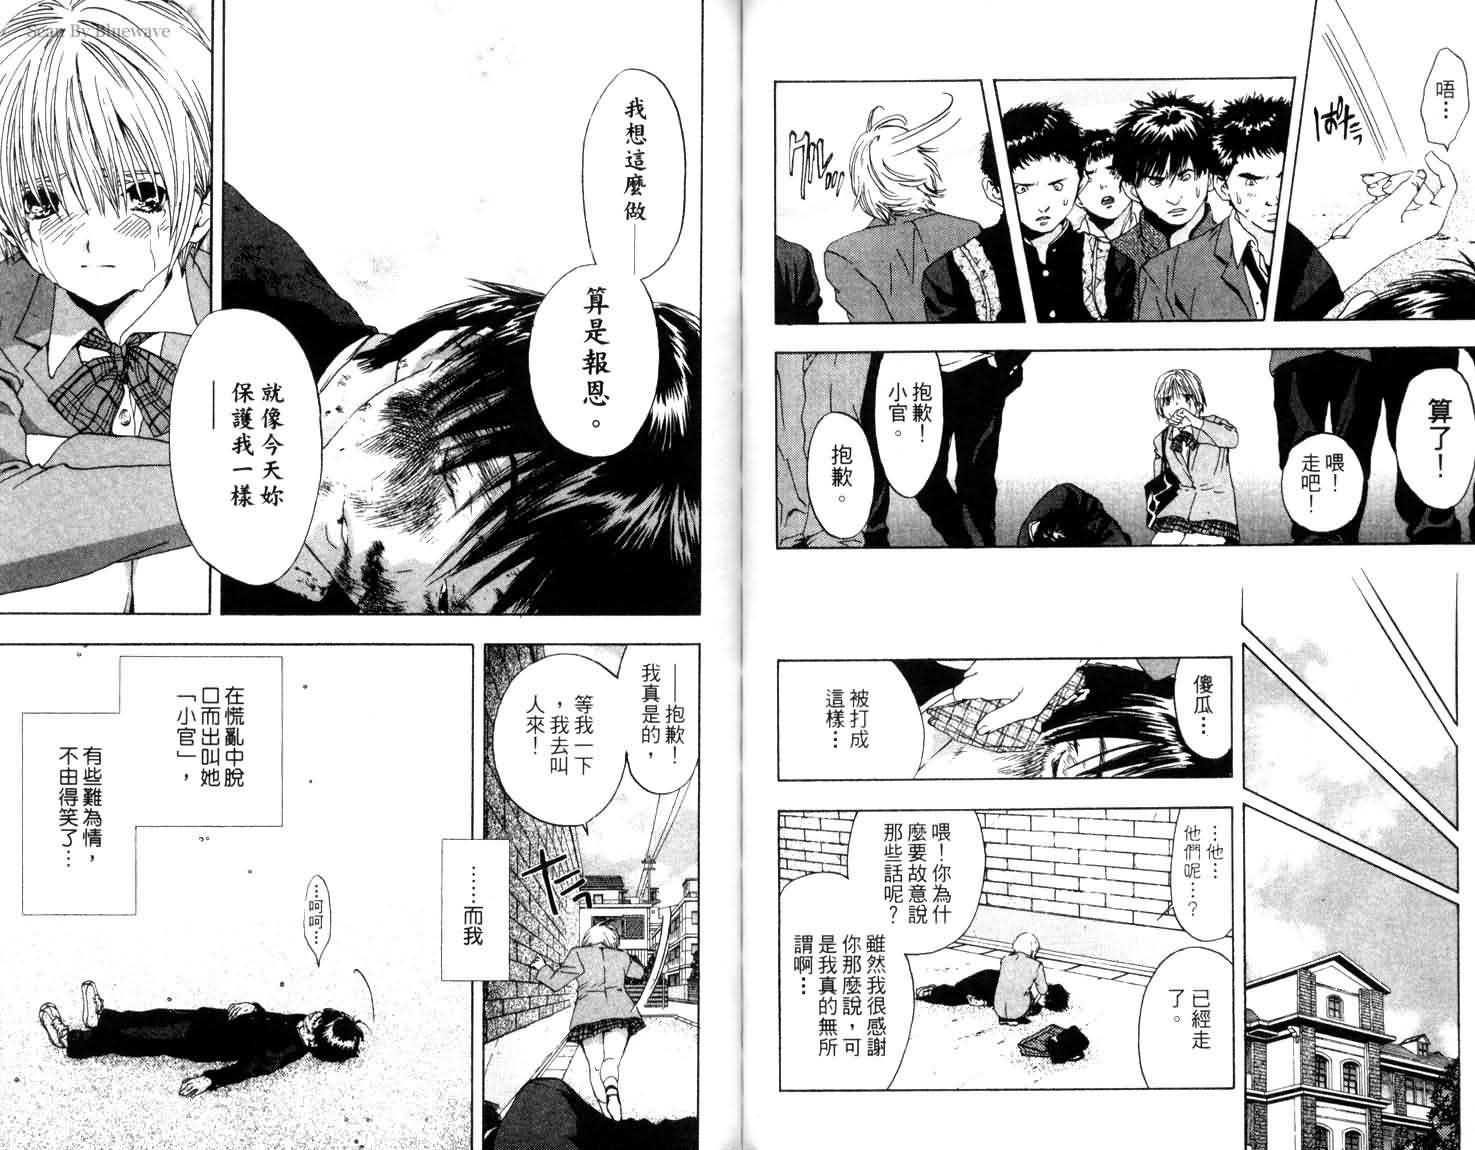 唔…
ぱたっ
算了！
喂！
走吧！
抱歉！
小官。
抱歉。
傻瓜…
被打成
這樣…
…他…
他們呢…？
已經走
了。
喂！你為什
麼要故意說
那些話呢？
雖然我很感謝
你那麼說，可
是我真的無所
謂啊…
我想這麼做
——
算是報恩。
就像今天妳
保護我一樣
——
——抱歉！
我真是的，
等我一下
，我去叫
人來！
……而我
在慌亂中脫
口而出叫她
「小官」，
有些難為情，
不由得笑了…
…呵呵…
Scan By Bluewave